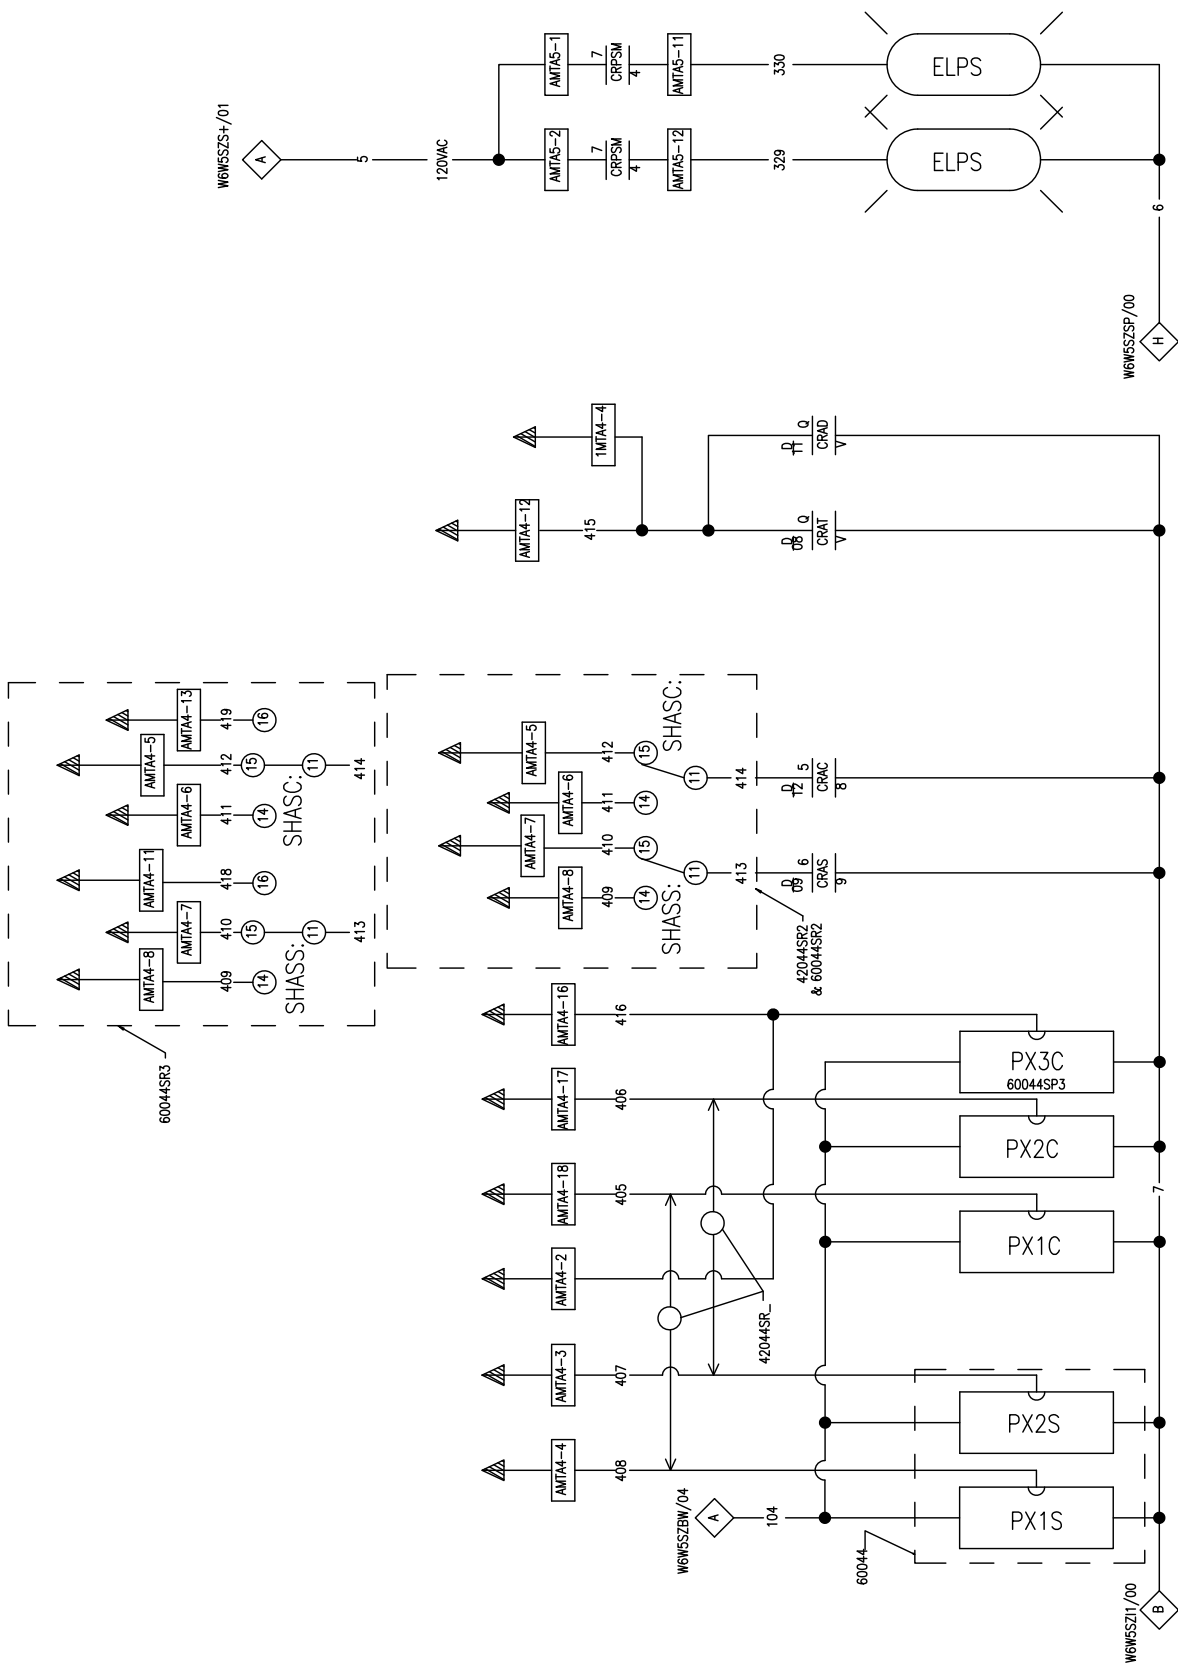 W6W5SZS+/01
A
5
120VAC
AMTA5-1
7
CRPSM
4
AMTA5-11
330
ELPS
AMTA5-2
7
CRPSM
4
AMTA5-12
329
ELPS
6
W6W5SZSP/00
H
1MTA4-4
D
11
Q
CRAD
V
AMTA4-12
415
D
08
Q
CRAT
V
AMTA4-13
419
16
AMTA4-5
412
15
11
414
AMTA4-6
411
14
SHASC:
AMTA4-11
418
16
AMTA4-7
410
15
11
413
AMTA4-8
409
14
SHASS:
60044SR3
SHASC:
AMTA4-5
412
15
11
414
D
12
5
CRAC
8
AMTA4-6
411
14
AMTA4-7
410
15
11
413
D
09
6
CRAS
9
AMTA4-8
409
14
SHASS:
42044SR2
& 60044SR2
AMTA4-16
416
PX3C
60044SP3
AMTA4-17
406
PX2C
AMTA4-18
405
PX1C
7
AMTA4-2
42044SR_
AMTA4-3
407
PX2S
AMTA4-4
408
PX1S
W6W5SZBW/04
A
104
60044
W6W5SZI1/00
B